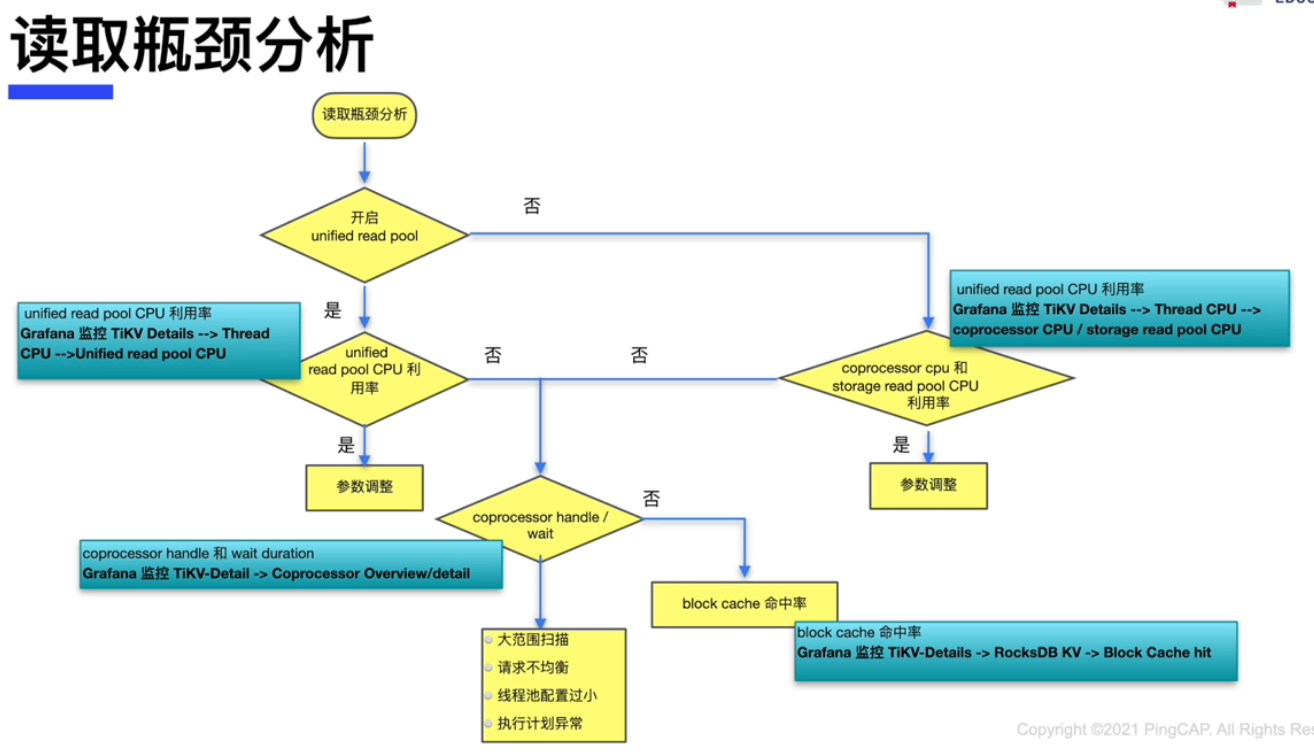 读取瓶颈分析
读取瓶颈分析
开启
unified read pool
否
是
unified read pool CPU 利用率
Grafana 监控 TiKV Details --> Thread
CPU -->Unified read pool CPU
unified read pool CPU 利用率
Grafana 监控 TiKV Details --> Thread CPU -->
coprocessor CPU / storage read pool CPU
unified
read pool CPU 利
用率
否
否
coprocessor cpu 和
storage read pool CPU
利用率
是
是
参数调整
参数调整
coprocessor handle /
wait
否
coprocessor handle 和 wait duration
Grafana 监控 TiKV-Detail -> Coprocessor Overview/detail
block cache 命中率
block cache 命中率
Grafana 监控 TiKV-Details -> RocksDB KV -> Block Cache hit
大范围扫描
请求不均衡
线程池配置过小
执行计划异常
Copyright ©2021 PingCAP. All Rights